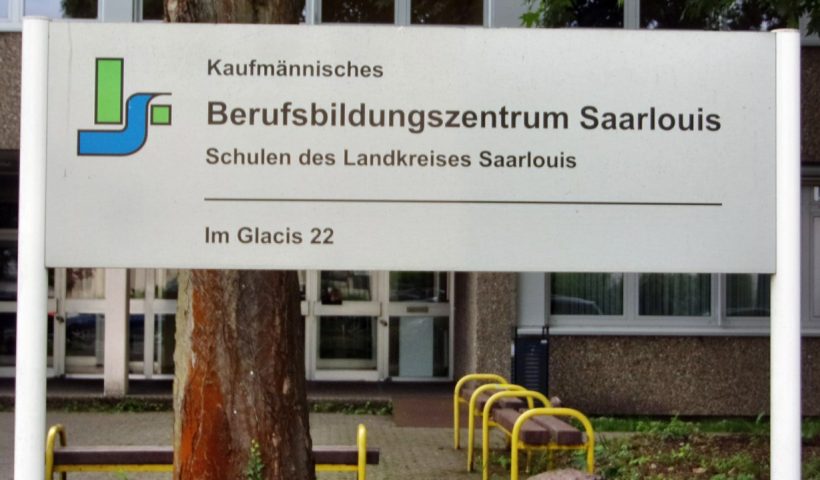 Kaufmännisches
Berufsbildungszentrum Saarlouis
Schulen des Landkreises Saarlouis
Im Glacis 22